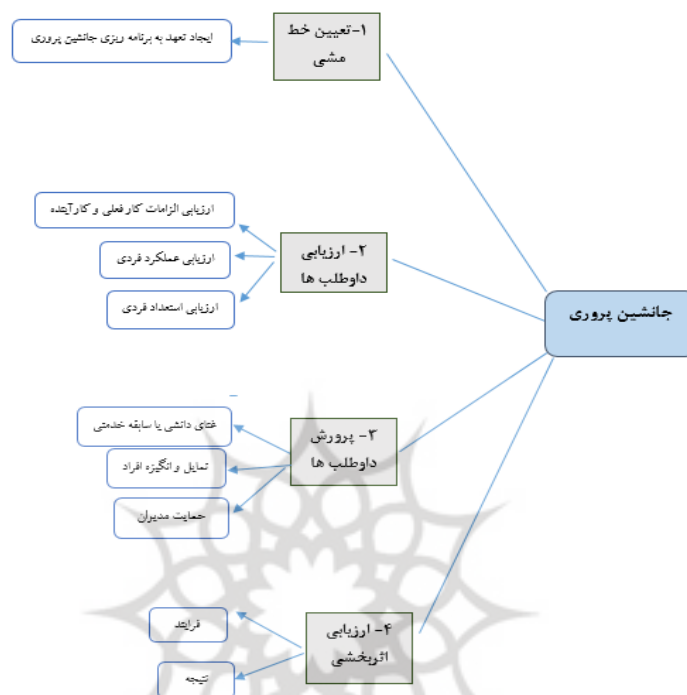 جانشین پروری
۱-تعیین خط
مشی
ایجاد تعهد به برنامه ریزی جانشین پروری
۲- ارزیابی
داوطلب ها
ارزیابی الزامات کار فعلی و کارآینده
ارزیابی عملکرد فردی
ارزیابی استعداد فردی
۳- پرورش
داوطلب ها
غنای دانشی یا سابقه خدمتی
تمایل و انگیزه افراد
حمایت مدیران
۴- ارزیابی
اثربخشی
فرایند
نتیجه